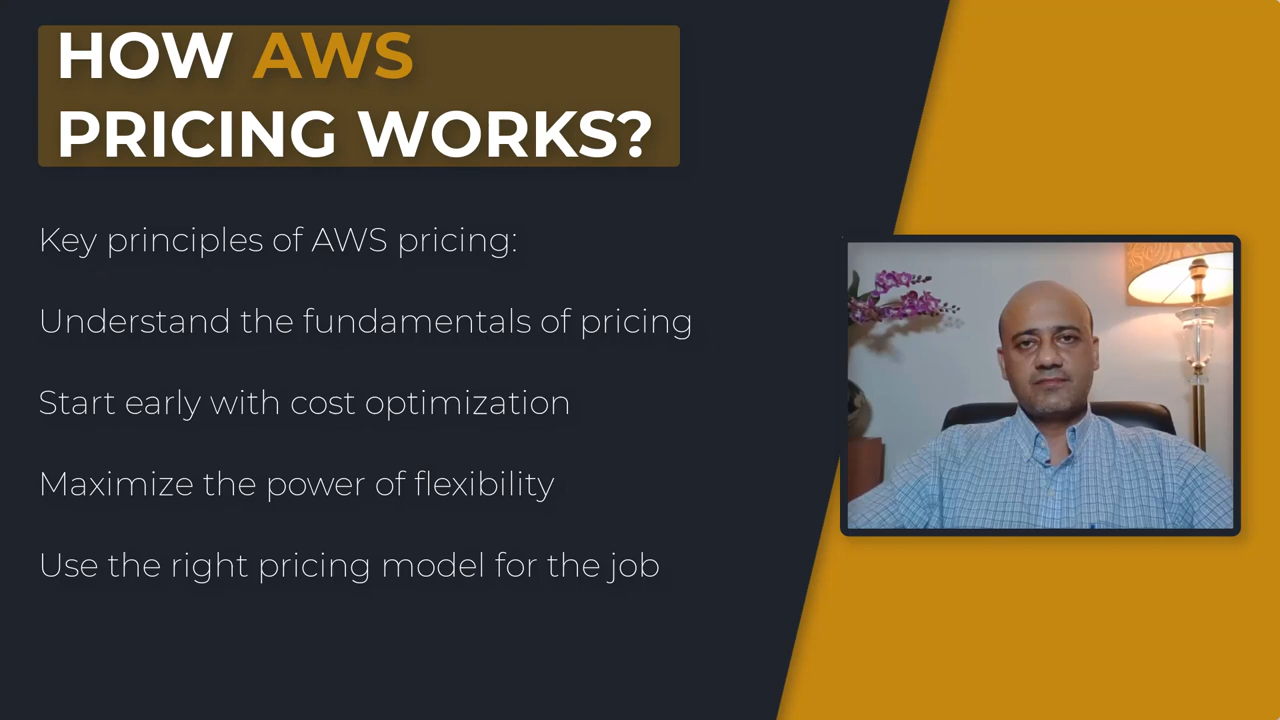 HOW AWS
PRICING WORKS?
Key principles of AWS pricing:
Understand the fundamentals of pricing
Start early with cost optimization
Maximize the power of flexibility
Use the right pricing model for the job